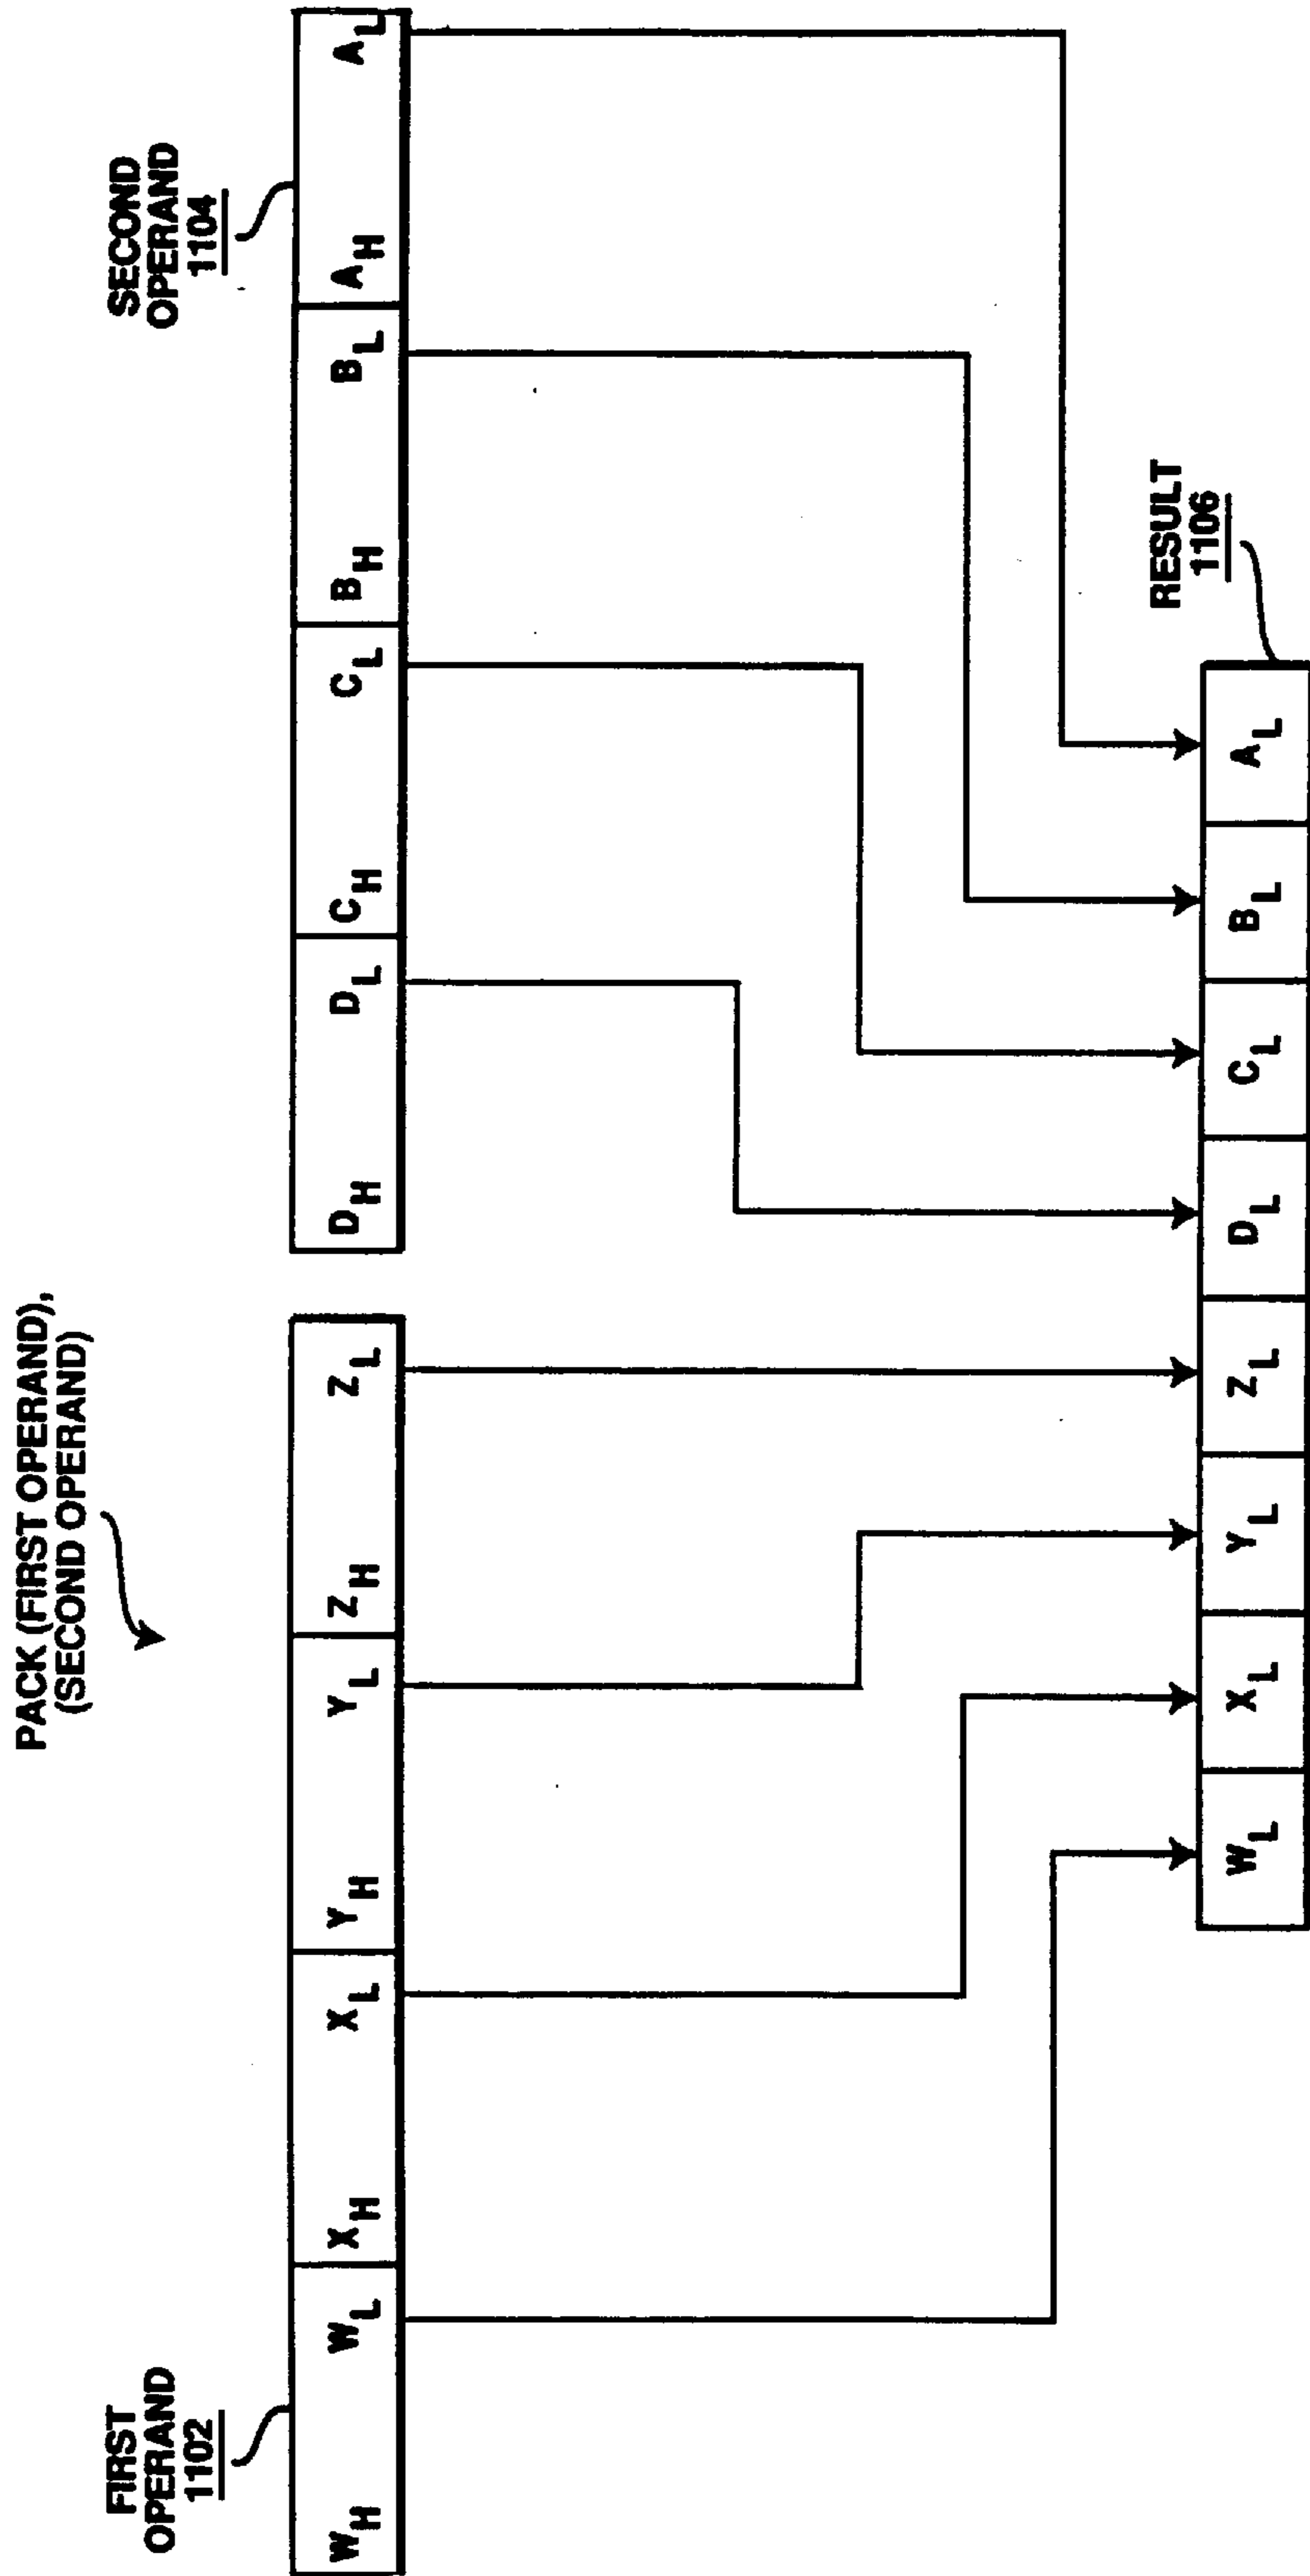 PACK (FIRST OPERAND),
(SECOND OPERAND)
FIRST
OPERAND
1102
SECOND
OPERAND
1104
W_H W_L X_H X_L Y_H Y_L Z_H Z_L
D_H D_L C_H C_L B_H B_L A_H A_L
RESULT
1106
W_L X_L Y_L Z_L D_L C_L B_L A_L